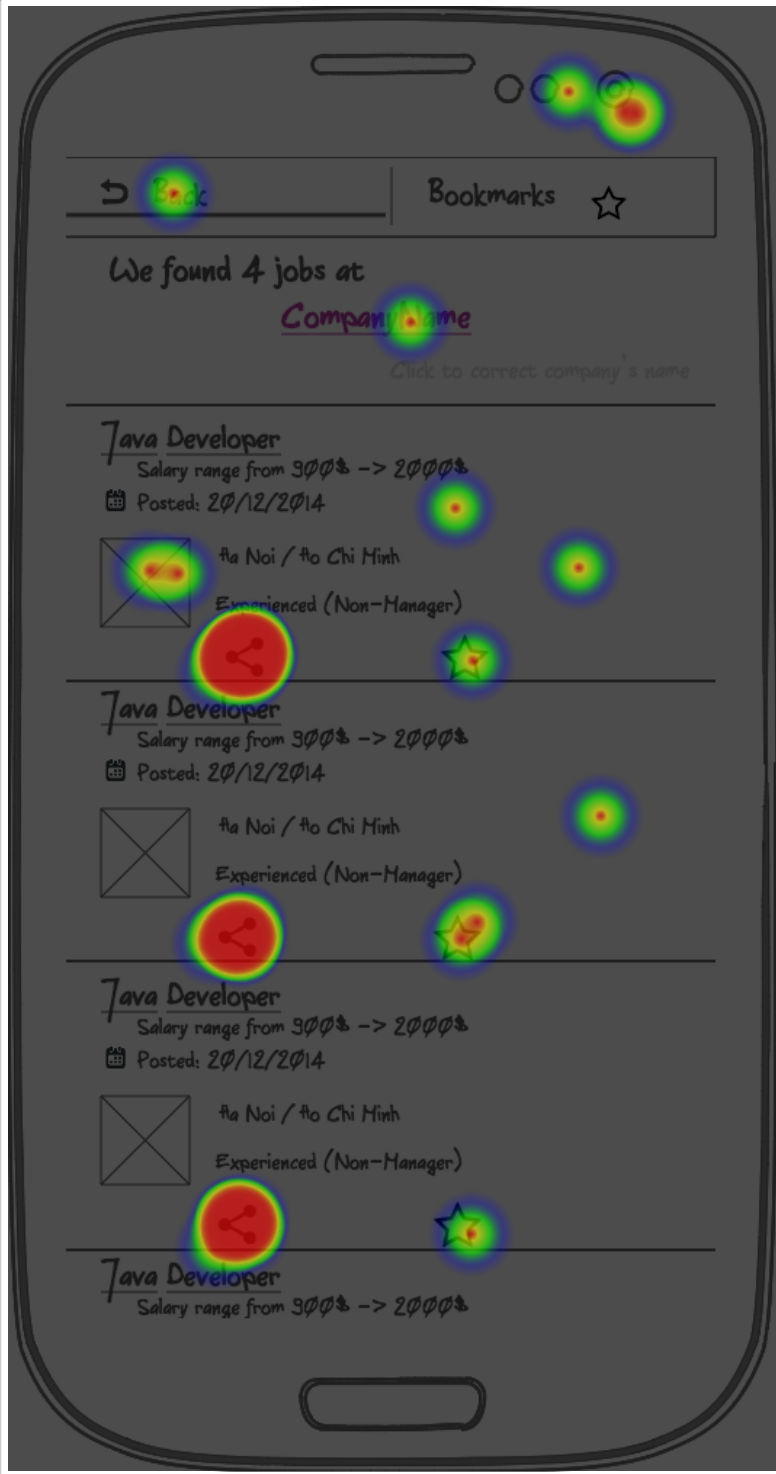 Back
Bookmarks
We found 4 jobs at
CompanyName
Click to correct company's name
Java Developer
Salary range from 900$ -> 2000$
Posted: 20/12/2014
Ha Noi / Ho Chi Minh
Experienced (Non-Manager)
Java Developer
Salary range from 900$ -> 2000$
Posted: 20/12/2014
Ha Noi / Ho Chi Minh
Experienced (Non-Manager)
Java Developer
Salary range from 900$ -> 2000$
Posted: 20/12/2014
Ha Noi / Ho Chi Minh
Experienced (Non-Manager)
Java Developer
Salary range from 900$ -> 2000$